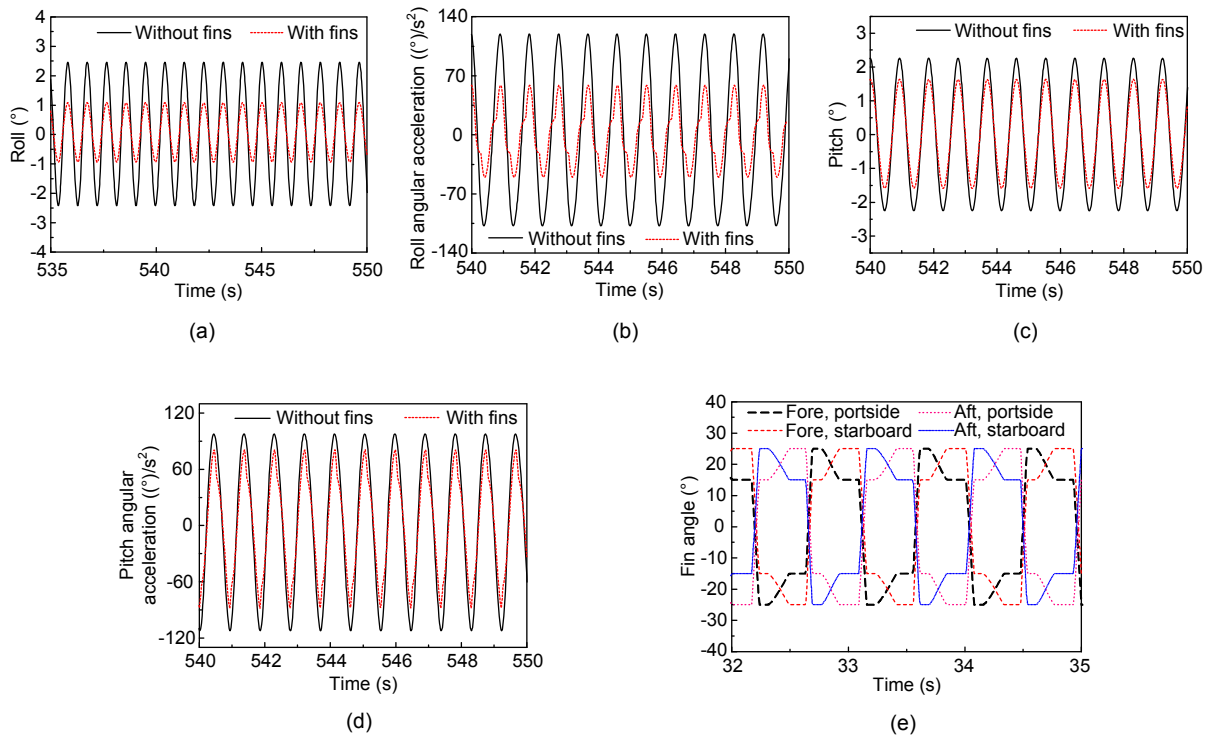 4
3
2
1
0
-1
-2
-3
-4
Roll (°)
Without fins
With fins
535
540
545
550
Time (s)
(a)
140
70
0
-70
-140
Roll angular acceleration ((°)/s²)
Without fins
With fins
540
542
544
546
548
550
Time (s)
(b)
3
2
1
0
-1
-2
-3
Pitch (°)
Without fins
With fins
540
542
544
546
548
550
Time (s)
(c)
120
60
0
-60
-120
Pitch angular
acceleration ((°)/s²)
Without fins
With fins
540
542
544
546
548
550
Time (s)
(d)
40
30
20
10
0
-10
-20
-30
-40
Fin angle (°)
Fore, portside
Aft, portside
Fore, starboard
Aft, starboard
32
33
34
35
Time (s)
(e)